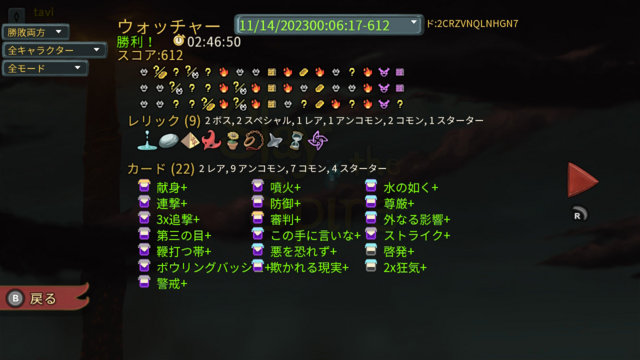 tavi
ウォッチャー
11/14/202300:06:17-612
ド:2CRZVNQLNHGN7
勝敗両方
勝利！ 02:46:50
全キャラクター
スコア:612
全モード
レリック (9) 2 ボス, 2 スペシャル, 1 レア, 1 アンコモン, 2 コモン, 1 スターター
カード (22) 2 レア, 9 アンコモン, 7 コモン, 4 スターター
献身+ 噴火+ 水の如く+
連撃+ 防御+ 尊厳+
3x追撃+ 審判+ 外なる影響+
第三の目+ この手に言いな+ ストライク+
鞭打つ帯+ 悪を恐れず+ 啓発+
ボウリングバッシ 欺かれる現実+ 2x狂気+
警戒+
R
B 戻る